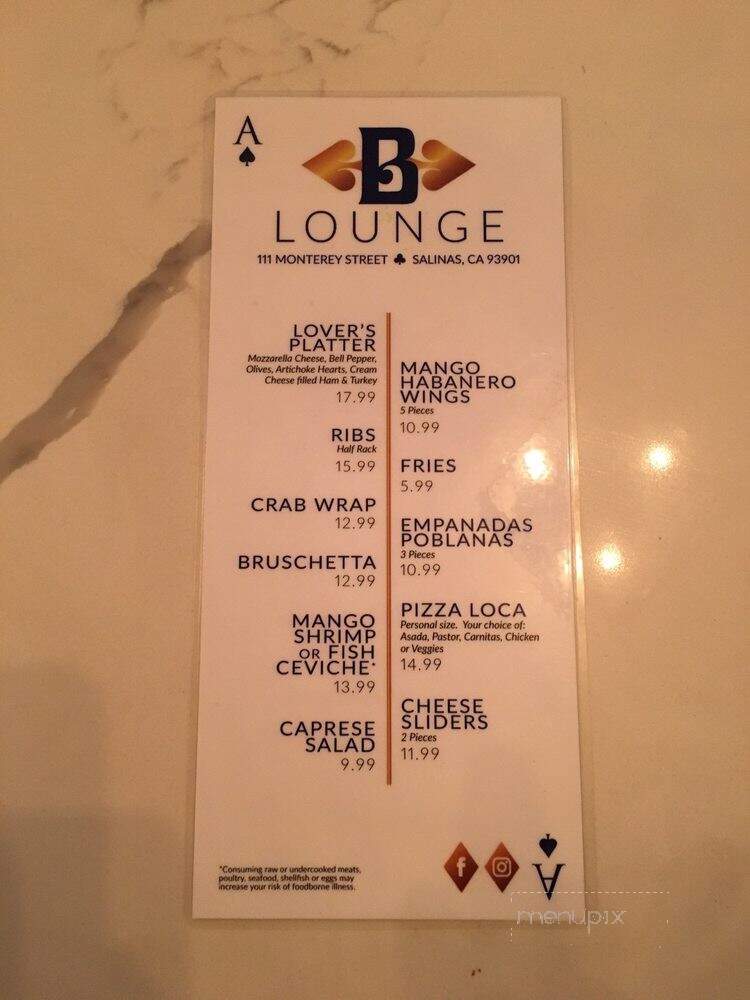 A
B
LOUNGE
111 MONTEREY STREET ♣ SALINAS, CA 93901
LOVER'S
PLATTER
Mozzarella Cheese, Bell Pepper,
Olives, Artichoke Hearts, Cream
Cheese filled Ham & Turkey
17.99
RIBS
Half Rack
15.99
CRAB WRAP
12.99
BRUSCHETTA
12.99
MANGO
SHRIMP
OR FISH
CEVICHE*
13.99
CAPRESE
SALAD
9.99
MANGO
HABANERO
WINGS
5 Pieces
10.99
FRIES
5.99
EMPANADAS
POBLANAS
3 Pieces
10.99
PIZZA LOCA
Personal size. Your choice of:
Asada, Pastor, Carnitas, Chicken
or Veggies
14.99
CHEESE
SLIDERS
2 Pieces
11.99
*Consuming raw or undercooked meats,
poultry, seafood, shellfish or eggs may
increase your risk of foodborne illness.
f
A
menupix